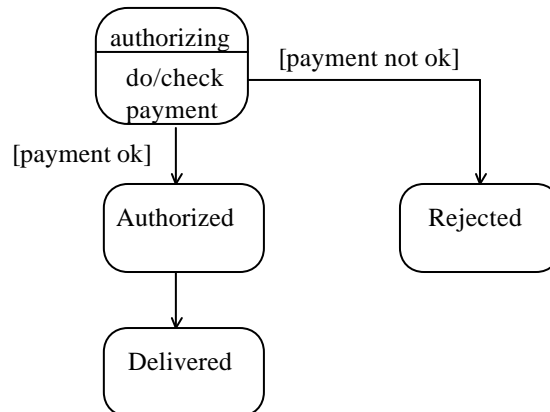 authorizing
do/check
payment
[payment not ok]
[payment ok]
Authorized
Rejected
Delivered